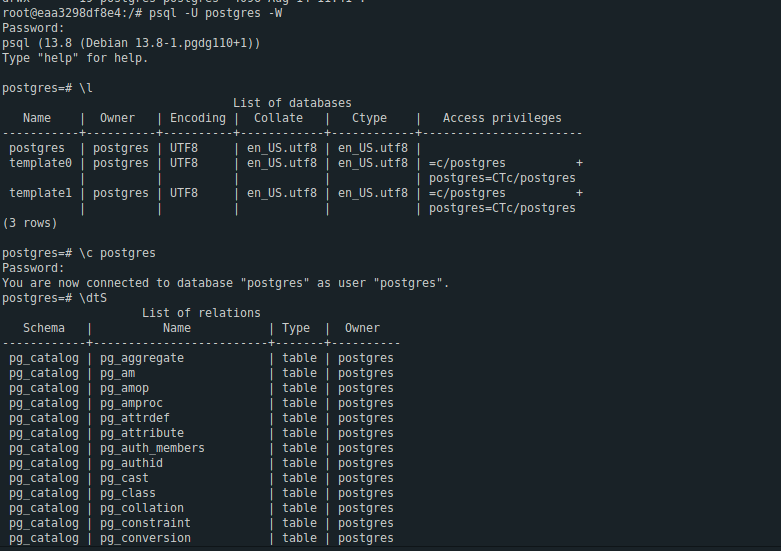 root@eaa3298df8e4:/# psql -U postgres -W
Password:
psql (13.8 (Debian 13.8-1.pgdg110+1))
Type "help" for help.

postgres=# \l
                                 List of databases
   Name    |  Owner   | Encoding |  Collate   |   Ctype    |   Access privileges
-----------+----------+----------+------------+------------+-----------------------
 postgres  | postgres | UTF8     | en_US.utf8 | en_US.utf8 |
 template0 | postgres | UTF8     | en_US.utf8 | en_US.utf8 | =c/postgres          +
           |          |          |            |            | postgres=CTc/postgres
 template1 | postgres | UTF8     | en_US.utf8 | en_US.utf8 | =c/postgres          +
           |          |          |            |            | postgres=CTc/postgres
(3 rows)

postgres=# \c postgres
Password:
You are now connected to database "postgres" as user "postgres".
postgres=# \dtS
                    List of relations
   Schema   |          Name           | Type  |  Owner
------------+-------------------------+-------+----------
 pg_catalog | pg_aggregate            | table | postgres
 pg_catalog | pg_am                   | table | postgres
 pg_catalog | pg_amop                 | table | postgres
 pg_catalog | pg_amproc               | table | postgres
 pg_catalog | pg_attrdef              | table | postgres
 pg_catalog | pg_attribute            | table | postgres
 pg_catalog | pg_auth_members         | table | postgres
 pg_catalog | pg_authid               | table | postgres
 pg_catalog | pg_cast                 | table | postgres
 pg_catalog | pg_class                | table | postgres
 pg_catalog | pg_collation            | table | postgres
 pg_catalog | pg_constraint           | table | postgres
 pg_catalog | pg_conversion           | table | postgres